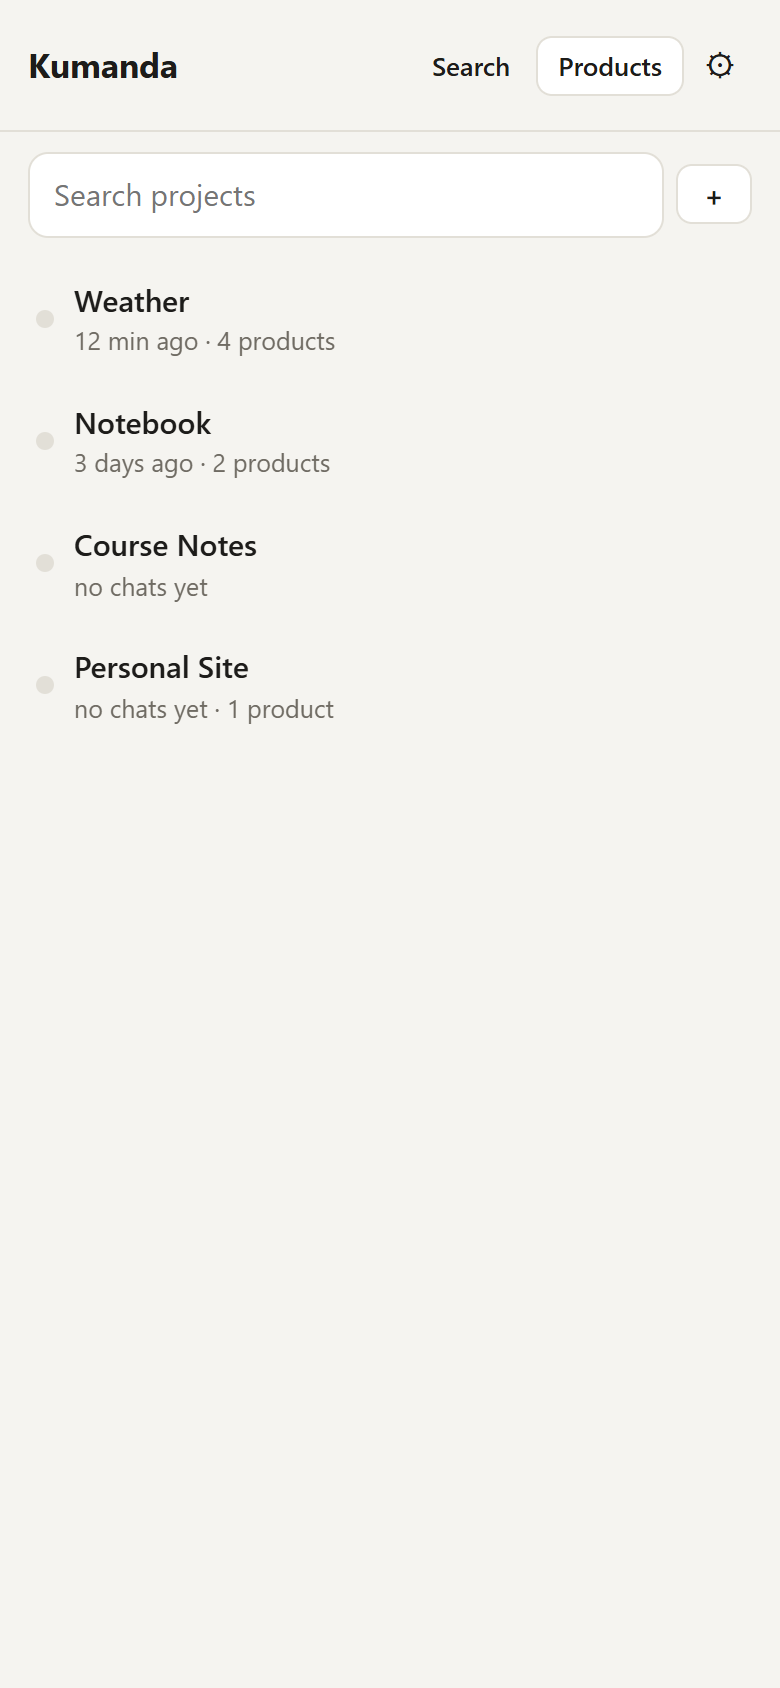 Kumanda
Search
Products
Search projects
+
Weather
12 min ago · 4 products
Notebook
3 days ago · 2 products
Course Notes
no chats yet
Personal Site
no chats yet · 1 product